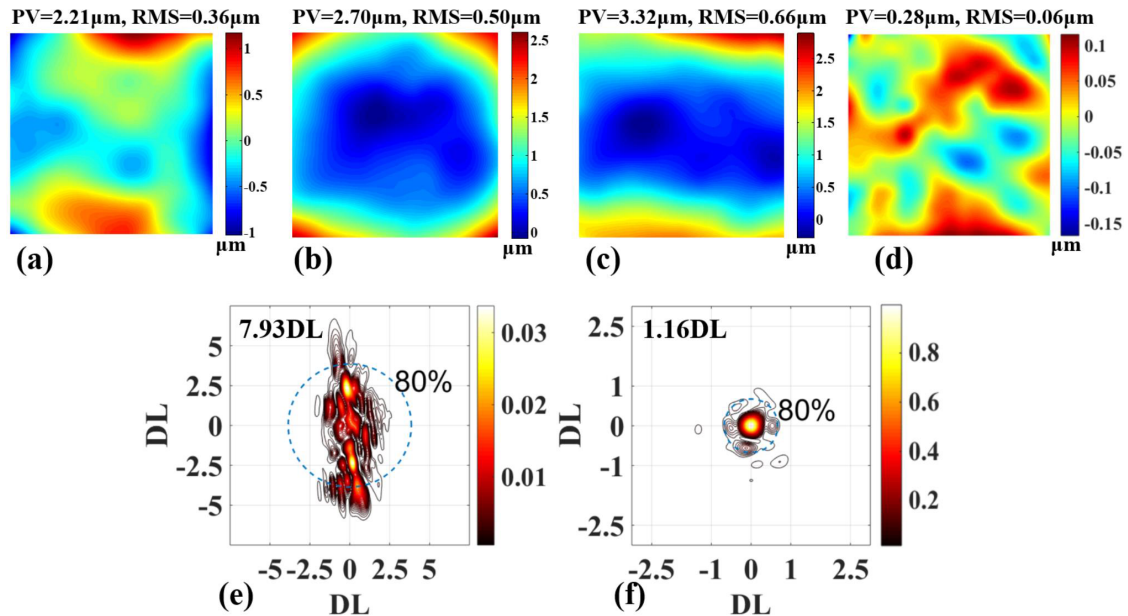 PV=2.21μm, RMS=0.36μm PV=2.70μm, RMS=0.50μm PV=3.32μm, RMS=0.66μm PV=0.28μm, RMS=0.06μm
1
0.5
0
-0.5
-1
μm
(a)
2.5
2
1.5
1
0.5
0
μm
(b)
2.5
2
1.5
1
0.5
0
μm
(c)
0.1
0.05
0
-0.05
-0.1
-0.15
μm
(d)
7.93DL
80%
DL
5
2.5
0
-2.5
-5
-5 -2.5 0 2.5 5
DL
0.03
0.02
0.01
(e)
1.16DL
80%
DL
2.5
1
0
-1
-2.5
-2.5 -1 0 1 2.5
DL
0.8
0.6
0.4
0.2
(f)